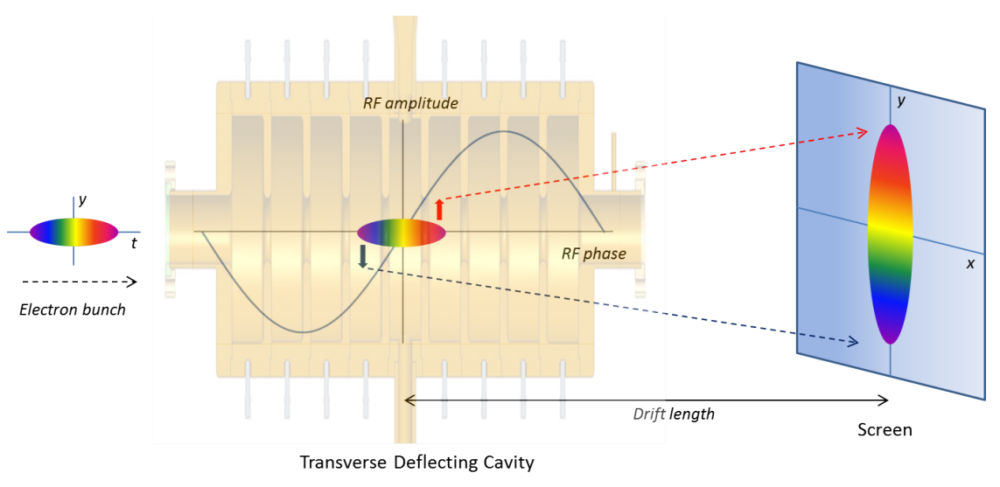 RF amplitude
y
y
t
RF phase
x
Electron bunch
Drift length
Screen
Transverse Deflecting Cavity